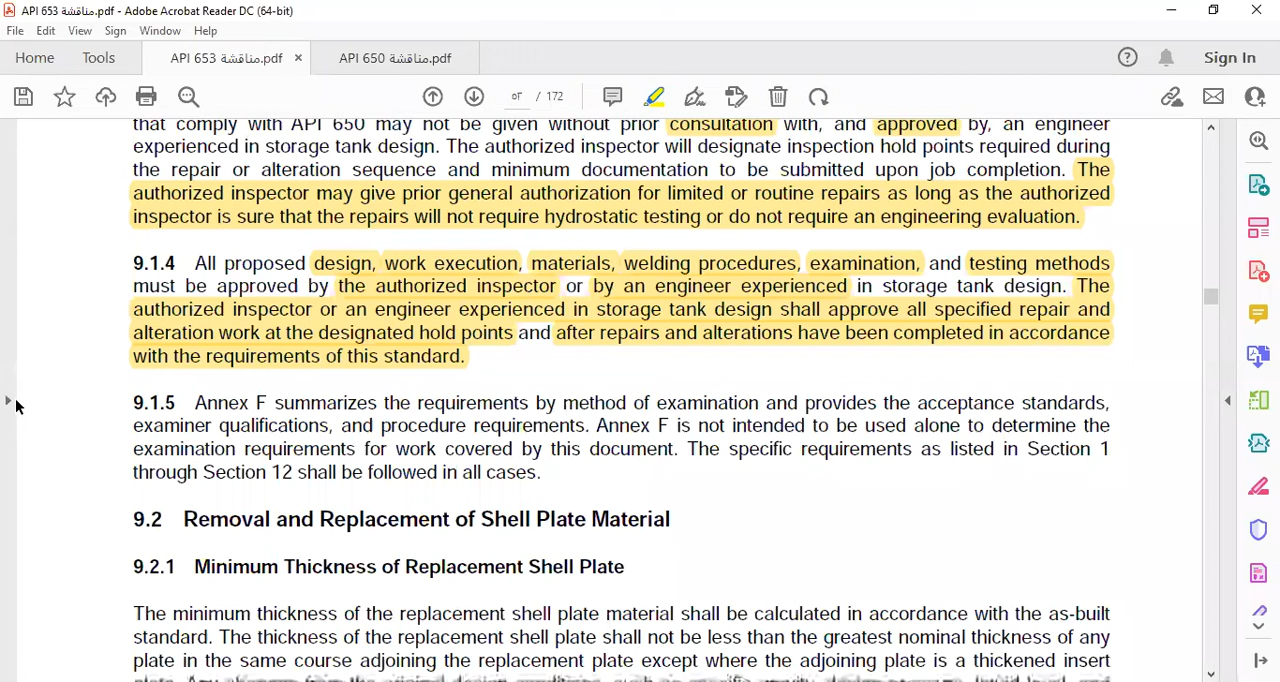 API 653 مناقشة.pdf - Adobe Acrobat Reader DC (64-bit)
File Edit View Sign Window Help
Home Tools API 653 مناقشة.pdf × API 650 مناقشة.pdf Sign In
٥٣ / 172
that comply with API 650 may not be given without prior consultation with, and approved by, an engineer
experienced in storage tank design. The authorized inspector will designate inspection hold points required during
the repair or alteration sequence and minimum documentation to be submitted upon job completion. The
authorized inspector may give prior general authorization for limited or routine repairs as long as the authorized
inspector is sure that the repairs will not require hydrostatic testing or do not require an engineering evaluation.
9.1.4 All proposed design, work execution, materials, welding procedures, examination, and testing methods
must be approved by the authorized inspector or by an engineer experienced in storage tank design. The
authorized inspector or an engineer experienced in storage tank design shall approve all specified repair and
alteration work at the designated hold points and after repairs and alterations have been completed in accordance
with the requirements of this standard.
9.1.5 Annex F summarizes the requirements by method of examination and provides the acceptance standards,
examiner qualifications, and procedure requirements. Annex F is not intended to be used alone to determine the
examination requirements for work covered by this document. The specific requirements as listed in Section 1
through Section 12 shall be followed in all cases.
9.2 Removal and Replacement of Shell Plate Material
9.2.1 Minimum Thickness of Replacement Shell Plate
The minimum thickness of the replacement shell plate material shall be calculated in accordance with the as-built
standard. The thickness of the replacement shell plate shall not be less than the greatest nominal thickness of any
plate in the same course adjoining the replacement plate except where the adjoining plate is a thickened insert